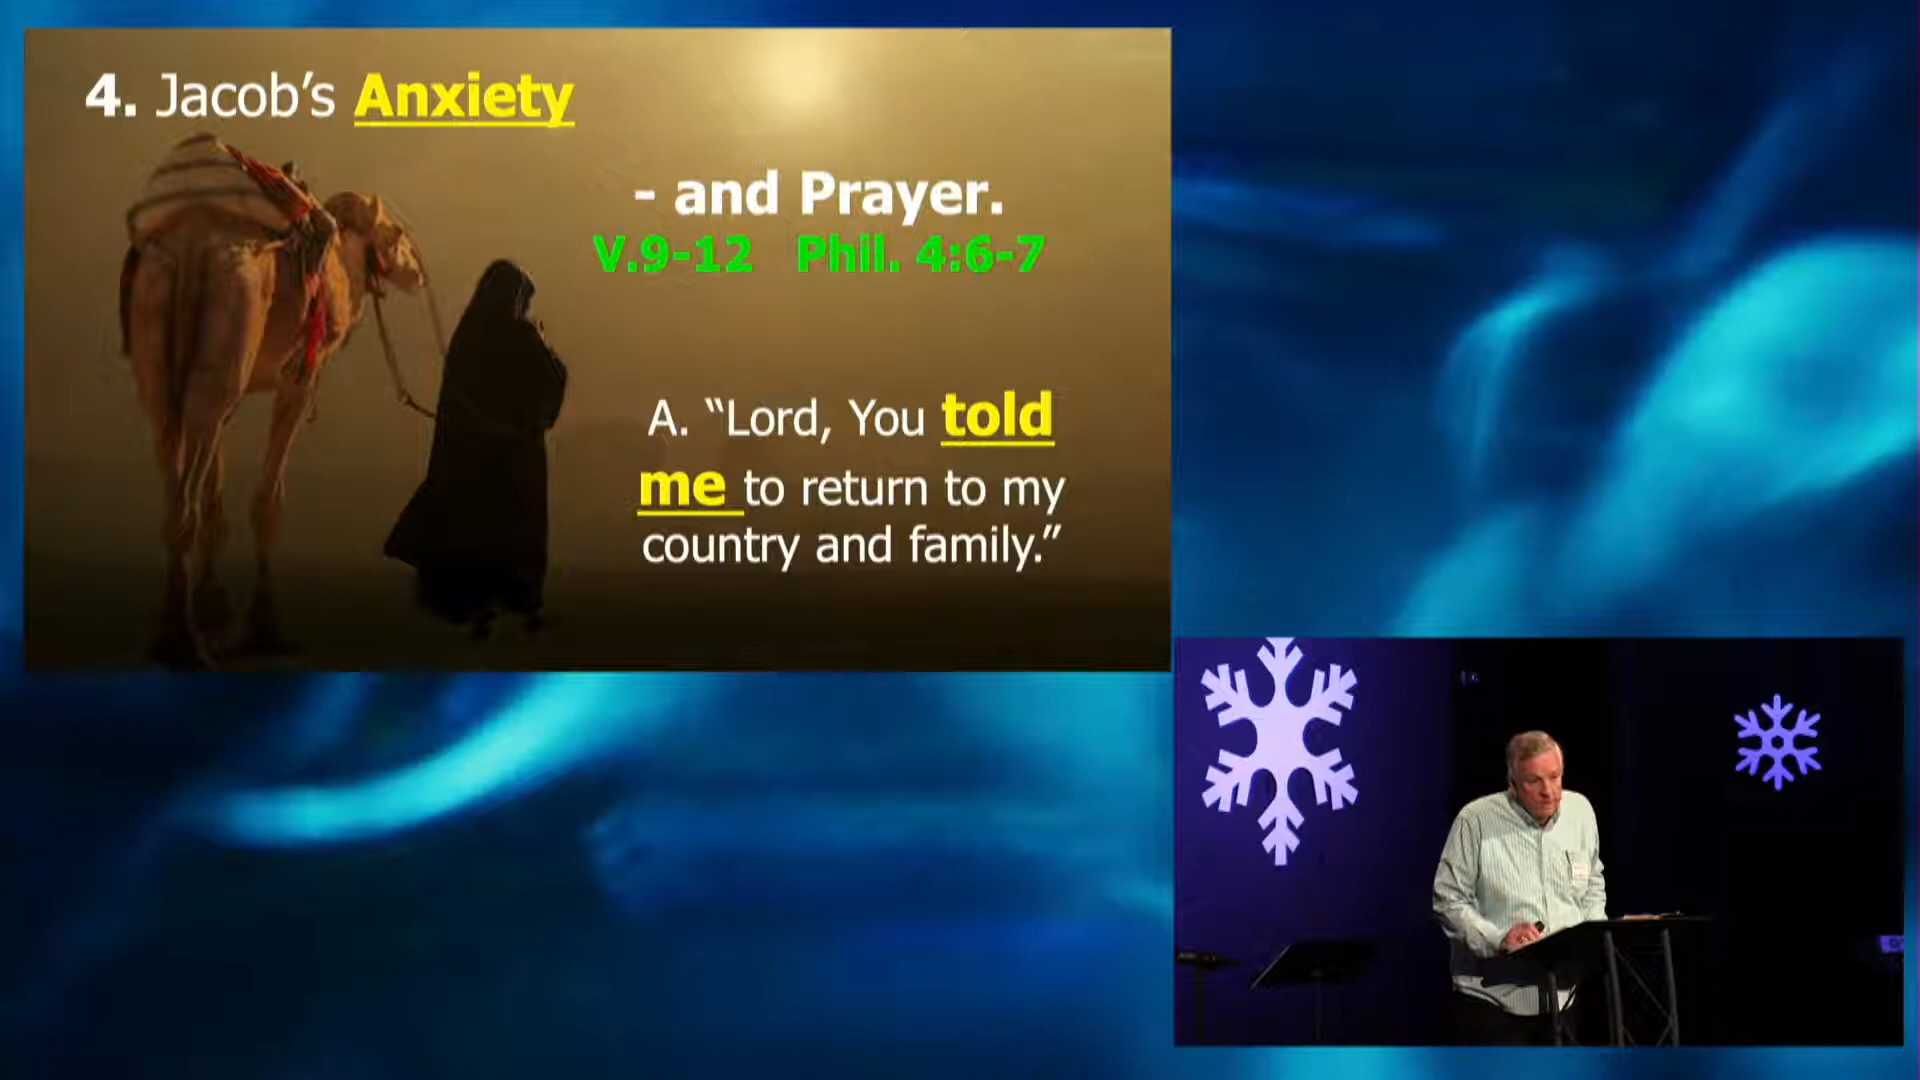 4. Jacob’s Anxiety
- and Prayer.
V.9-12 Phil. 4:6-7
A. “Lord, You told
me to return to my
country and family.”